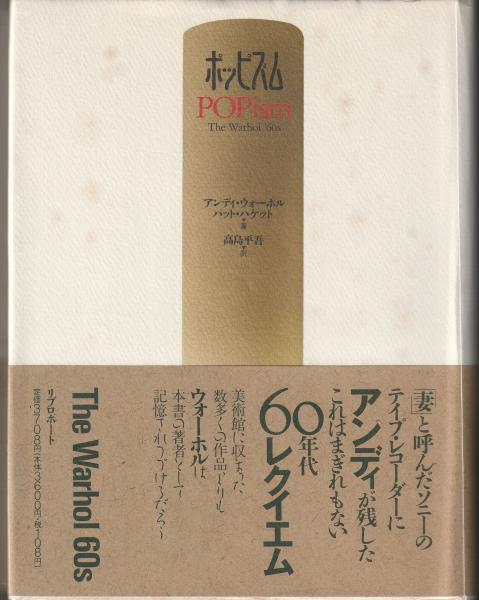 ポッピズム
POPism
The Warhol '60s
アンディ・ウォーホル
パット・ハケット
著
高島平吾
訳
「妻」と呼んだソニーの
テイプ・レコーダーに
アンディが残した
これはまぎれもない
60年代
レクイエム
美術館に収まった
数多くの作品よりも
ウォーホルは
本書の著者として
記憶されつづけるだろう
The Warhol 60s
リブロポート
定価3708円(本体3600円・税108円)